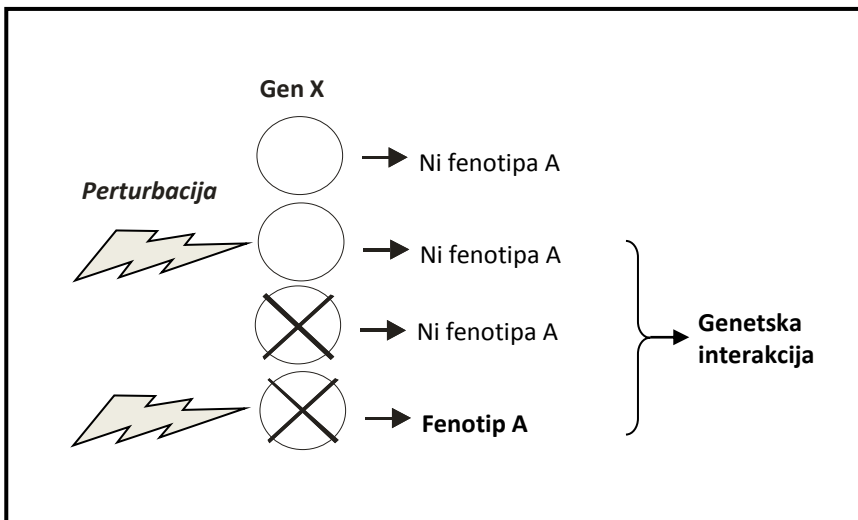 Gen X
Ni fenotipa A
Perturbacija
Ni fenotipa A
Ni fenotipa A
Genetska
interakcija
Fenotip A